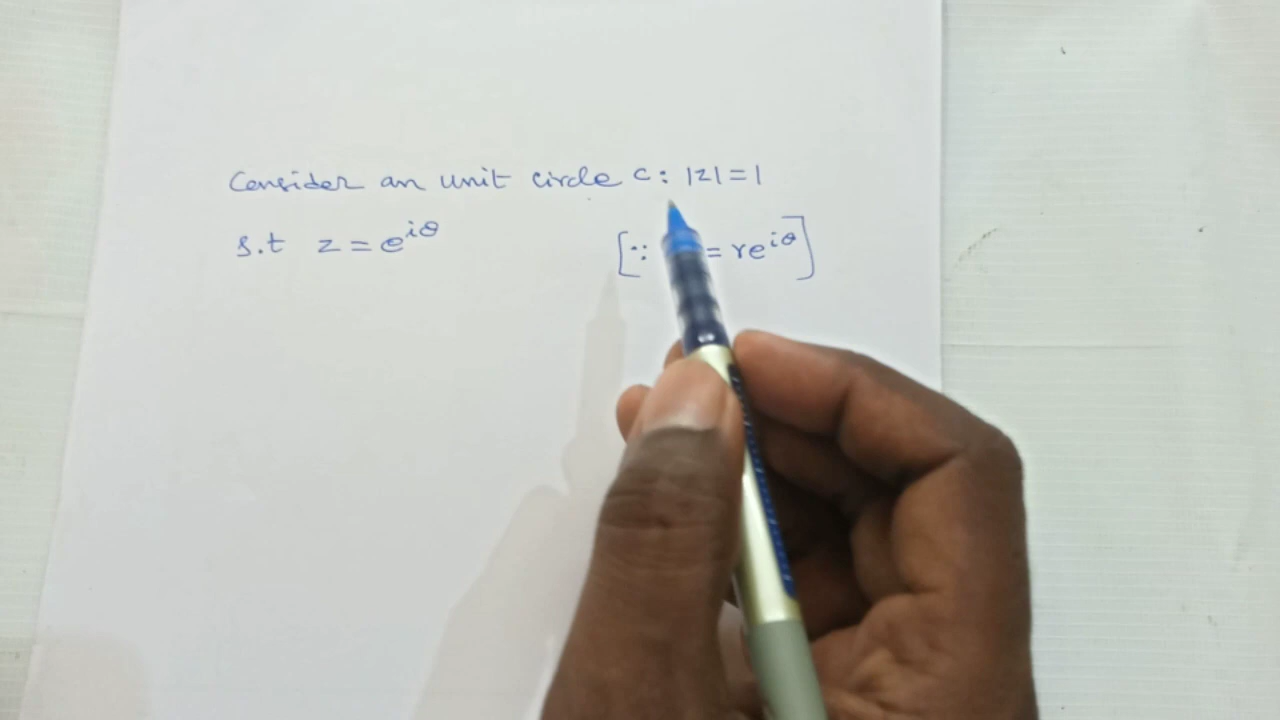 Consider an unit circle C: |z|=1
s.t z = e^{iθ} [∵ = re^{iθ}]